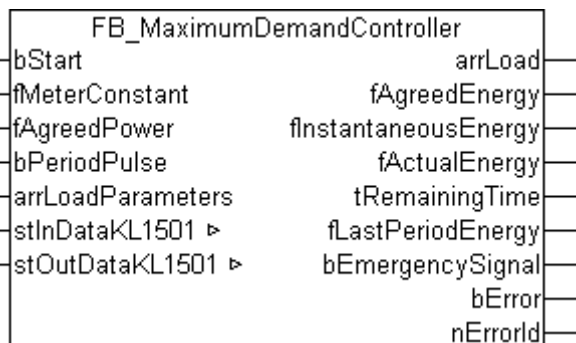 FB_MaximumDemandController
bStart arrLoad
fMeterConstant fAgreedEnergy
fAgreedPower fInstantaneousEnergy
bPeriodPulse fActualEnergy
arrLoadParameters tRemainingTime
stInDataKL1501 ▹ fLastPeriodEnergy
stOutDataKL1501 ▹ bEmergencySignal
bError
nErrorId